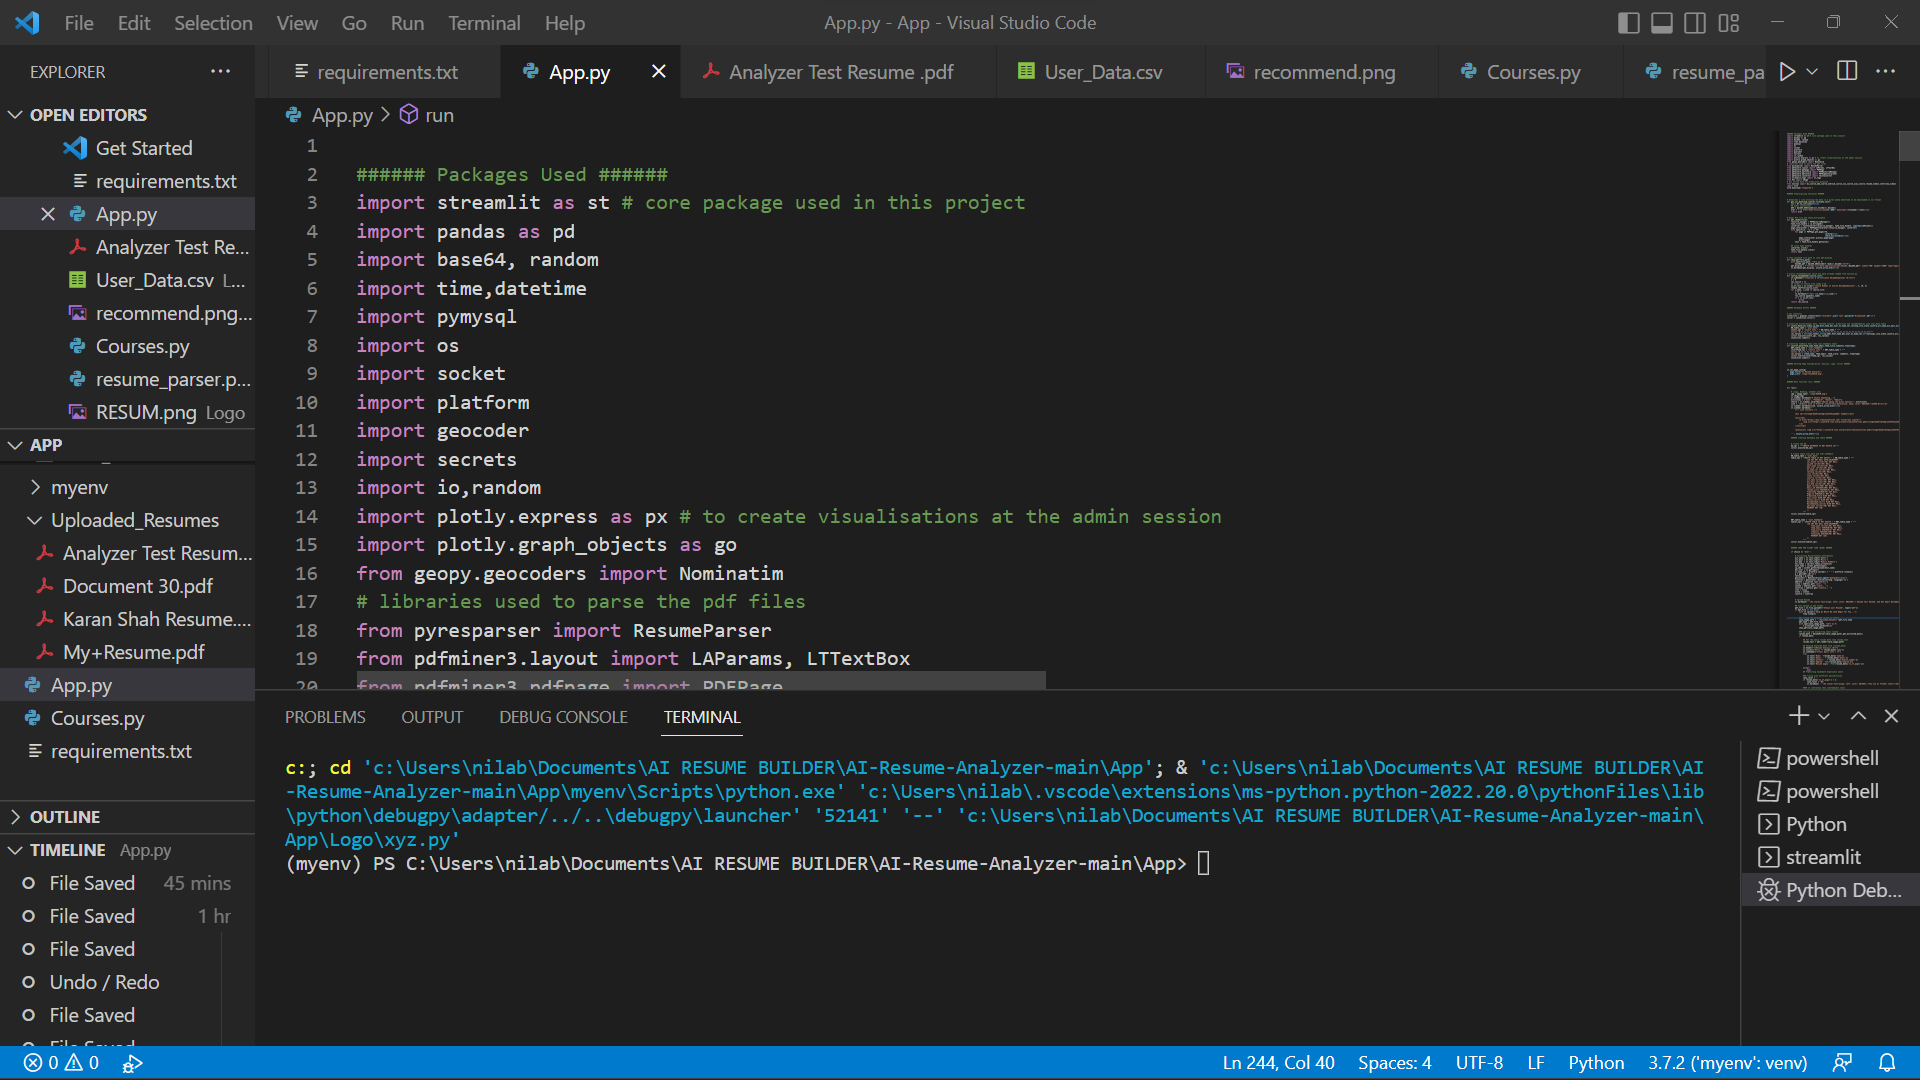 File Edit Selection View Go Run Terminal Help
App.py - App - Visual Studio Code
EXPLORER
requirements.txt
App.py
Analyzer Test Resume .pdf
User_Data.csv
recommend.png
Courses.py
resume_pa
OPEN EDITORS
Get Started
requirements.txt
App.py
Analyzer Test Re...
User_Data.csv L...
recommend.png...
Courses.py
resume_parser.p...
RESUM.png Logo
APP
myenv
Uploaded_Resumes
Analyzer Test Resum...
Document 30.pdf
Karan Shah Resume....
My+Resume.pdf
App.py
Courses.py
requirements.txt
OUTLINE
TIMELINE App.py
File Saved 45 mins
File Saved 1 hr
File Saved
Undo / Redo
File Saved
File Saved
App.py > run
1
2 ###### Packages Used ######
3 import streamlit as st # core package used in this project
4 import pandas as pd
5 import base64, random
6 import time,datetime
7 import pymysql
8 import os
9 import socket
10 import platform
11 import geocoder
12 import secrets
13 import io,random
14 import plotly.express as px # to create visualisations at the admin session
15 import plotly.graph_objects as go
16 from geopy.geocoders import Nominatim
17 # libraries used to parse the pdf files
18 from pyresparser import ResumeParser
19 from pdfminer3.layout import LAParams, LTTextBox
20 from pdfminer3.pdfpage import PDFPage
PROBLEMS OUTPUT DEBUG CONSOLE TERMINAL
c:; cd 'c:\Users\nilab\Documents\AI RESUME BUILDER\AI-Resume-Analyzer-main\App'; & 'c:\Users\nilab\Documents\AI RESUME BUILDER\AI
-Resume-Analyzer-main\App\myenv\Scripts\python.exe' 'c:\Users\nilab\.vscode\extensions\ms-python.python-2022.20.0\pythonFiles\lib
\python\debugpy\adapter/../..\debugpy\launcher' '52141' '--' 'c:\Users\nilab\Documents\AI RESUME BUILDER\AI-Resume-Analyzer-main\
App\Logo\xyz.py'
(myenv) PS C:\Users\nilab\Documents\AI RESUME BUILDER\AI-Resume-Analyzer-main\App>
powershell
powershell
Python
streamlit
Python Deb...
0 0
Ln 244, Col 40 Spaces: 4 UTF-8 LF Python 3.7.2 ('myenv': venv)